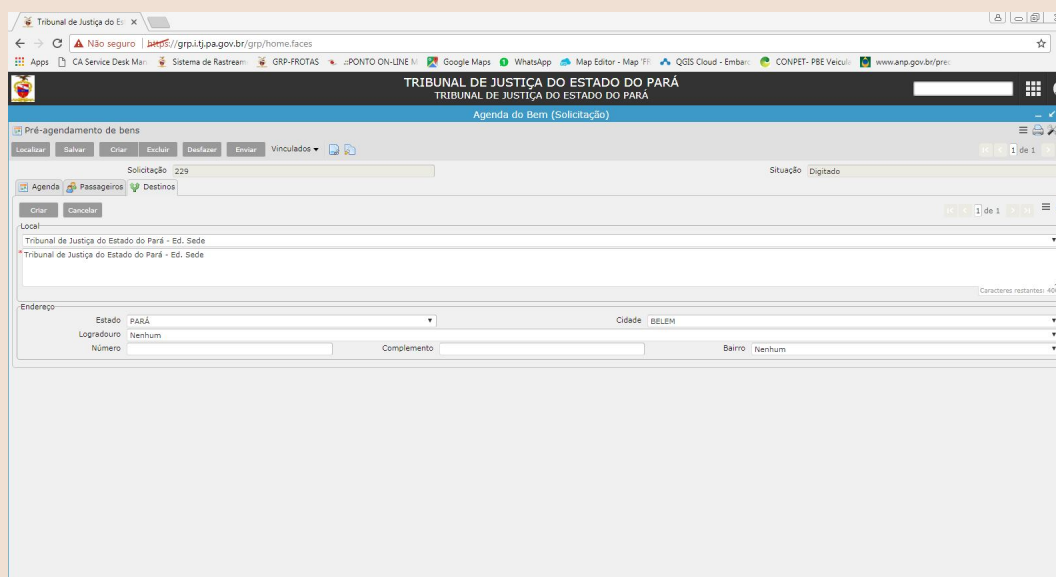 Tribunal de Justiça do Es
Não seguro | https://grp.i.tj.pa.gov.br/grp/home.faces
Apps CA Service Desk Man Sistema de Rastream GRP-FROTAS .::PONTO ON-LINE M Google Maps WhatsApp Map Editor - Map 'FR QGIS Cloud - Embarc CONPET- PBE Veicula www.anp.gov.br/prec
TRIBUNAL DE JUSTIÇA DO ESTADO DO PARÁ
TRIBUNAL DE JUSTIÇA DO ESTADO DO PARÁ
Agenda do Bem (Solicitação)
Pré-agendamento de bens
Localizar Salvar Criar Excluir Desfazer Enviar Vinculados 1 de 1
Solicitação 229 Situação Digitado
Agenda Passageiros Destinos
Criar Cancelar 1 de 1
Local
Tribunal de Justiça do Estado do Pará - Ed. Sede
* Tribunal de Justiça do Estado do Pará - Ed. Sede
Caracteres restantes: 400
Endereço
Estado PARÁ Cidade BELEM
Logradouro Nenhum
Número Complemento Bairro Nenhum